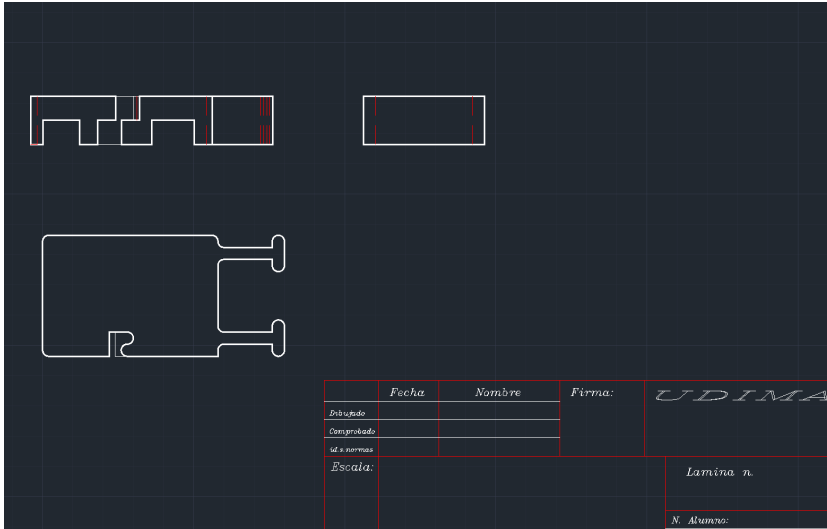 Fecha Nombre Firma: UDIMA
Dibujado
Comprobado
id.s.normas
Escala:
Lamina n.
N. Alumno: